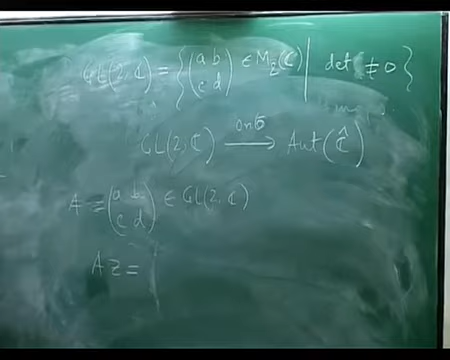 GL(2, ℂ) = { (a b c d) ∈ M₂(ℂ) | det ≠ 0 }
GL(2, ℂ) onto → Aut(Ĉ)
A = (a b c d) ∈ GL(2, ℂ)
Az =